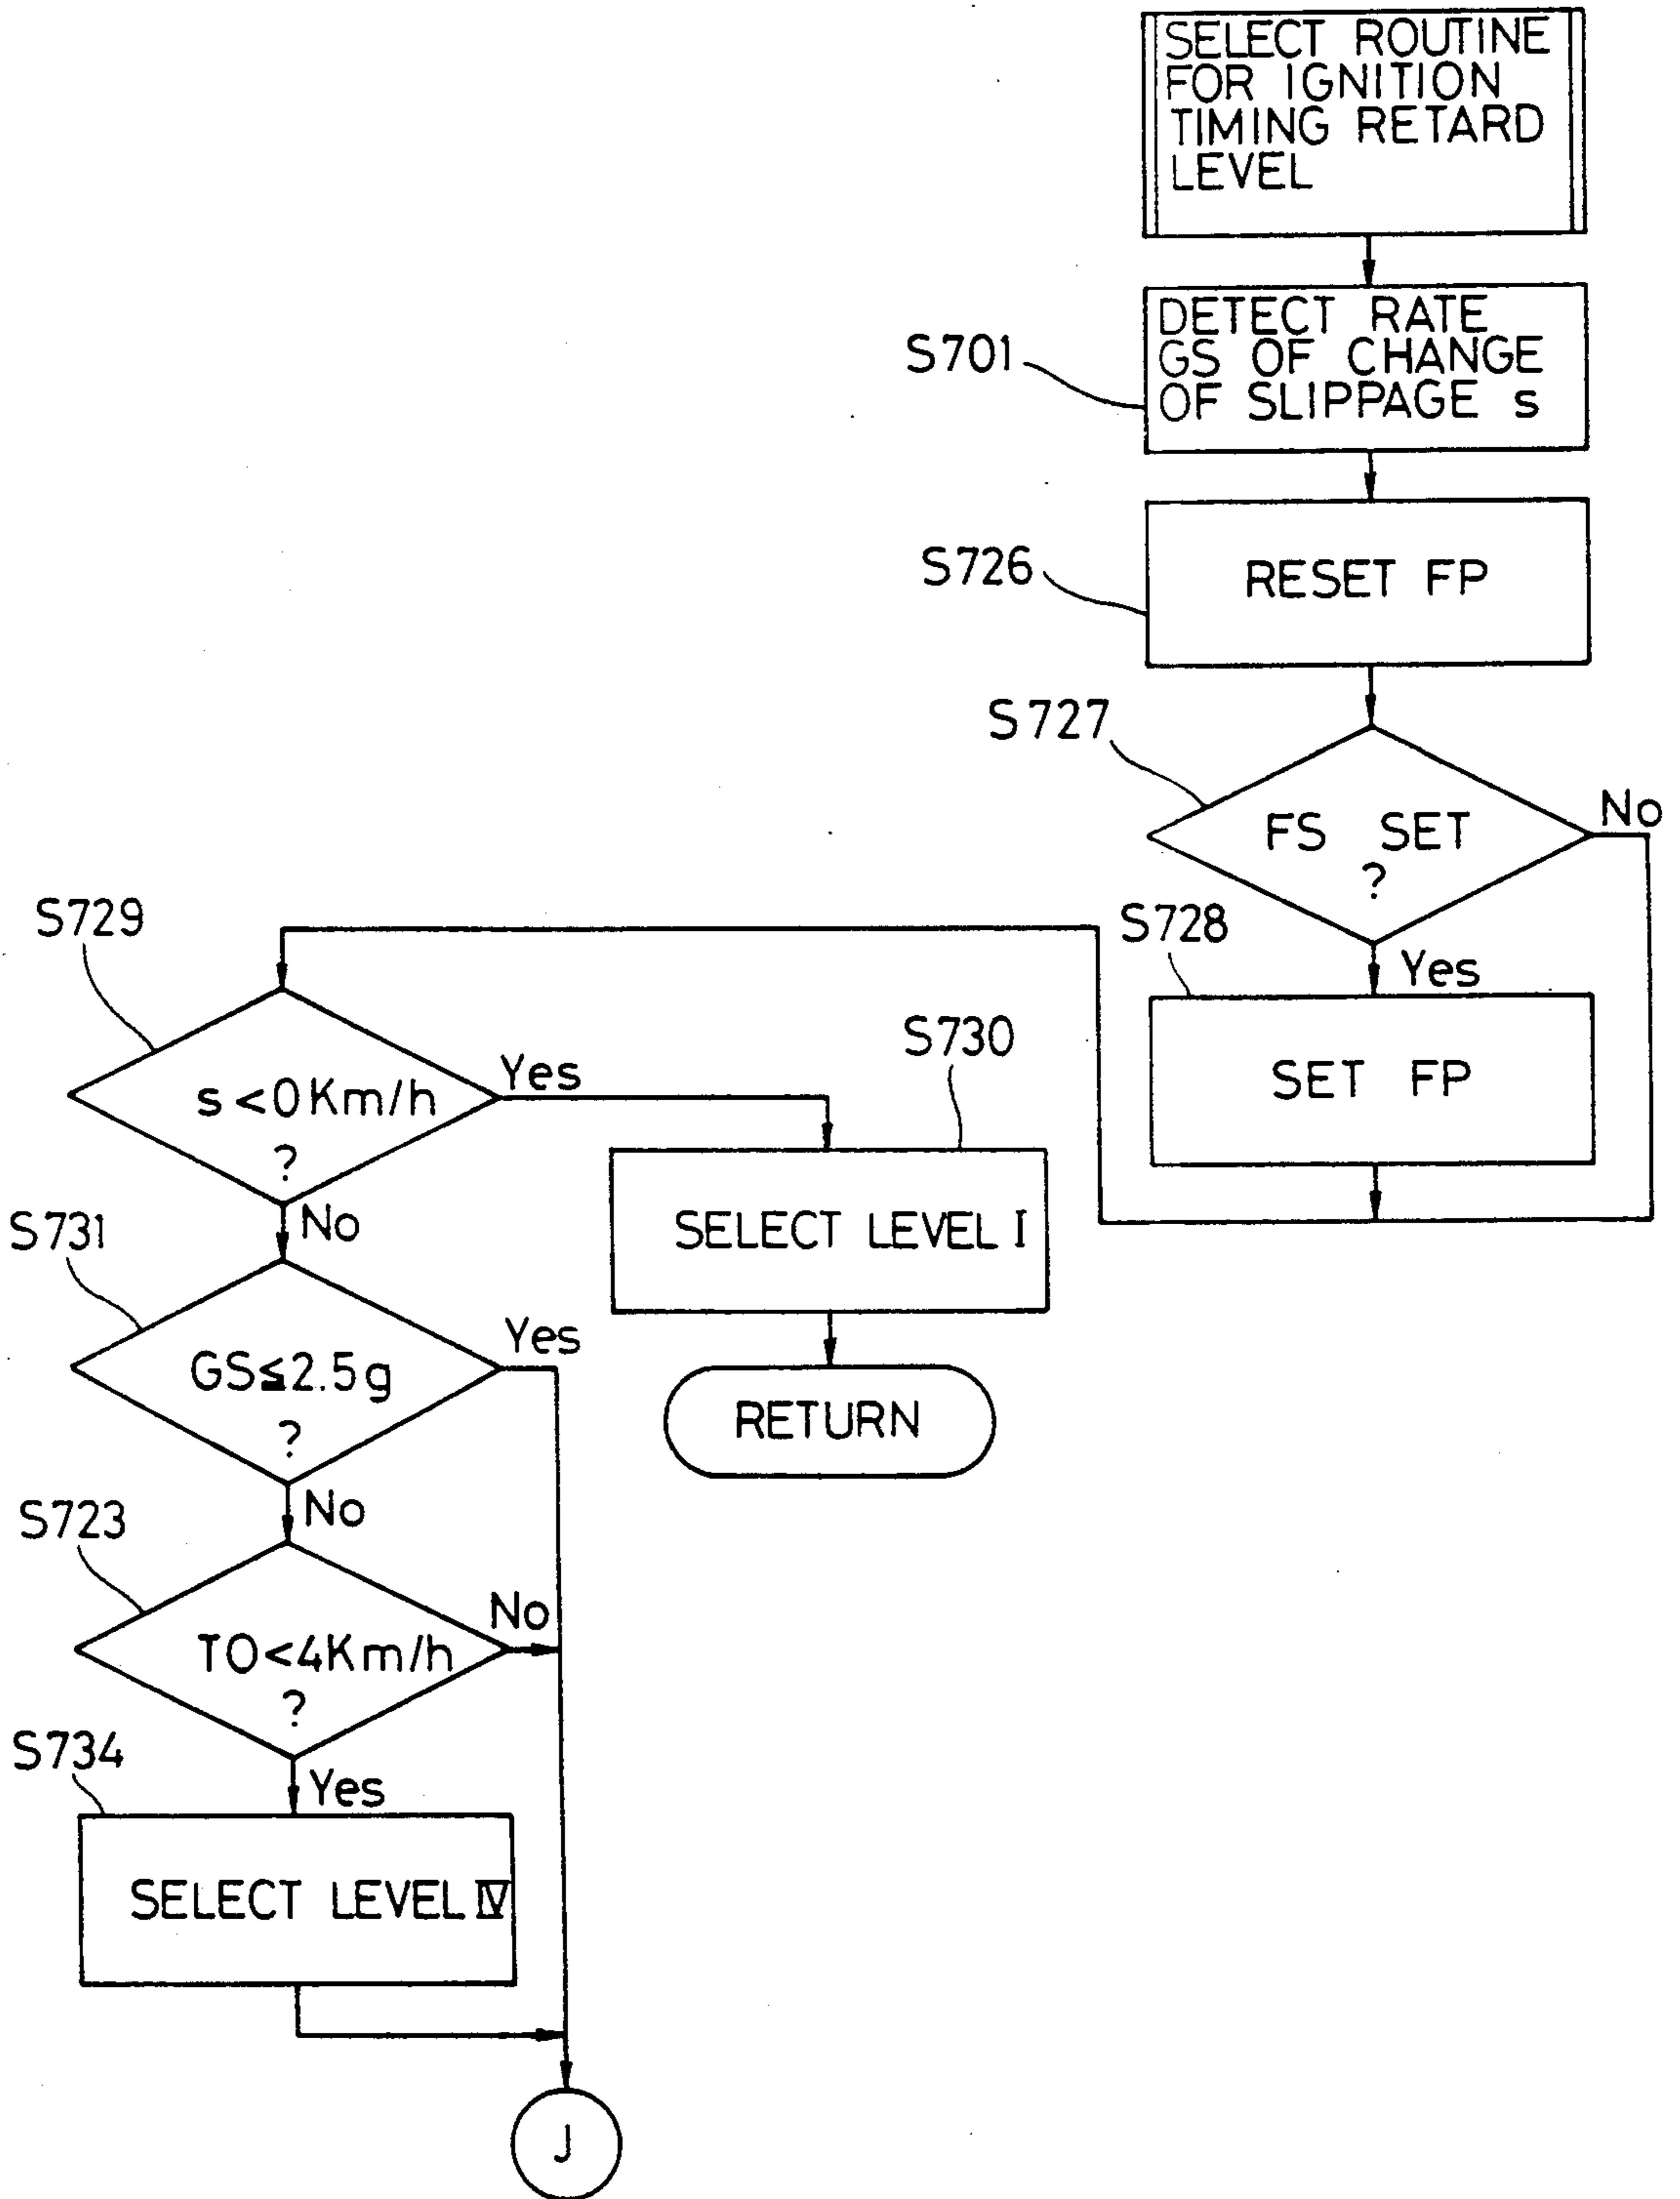 SELECT ROUTINE
FOR IGNITION
TIMING RETARD
LEVEL
S701
DETECT RATE
GS OF CHANGE
OF SLIPPAGE s
S726
RESET FP
S727
FS SET
?
No
Yes
S728
SET FP
S729
s<0Km/h
?
Yes
No
S730
SELECT LEVEL I
RETURN
S731
GS≦2.5g
?
Yes
No
S723
TO<4Km/h
?
No
Yes
S734
SELECT LEVEL Ⅳ
J